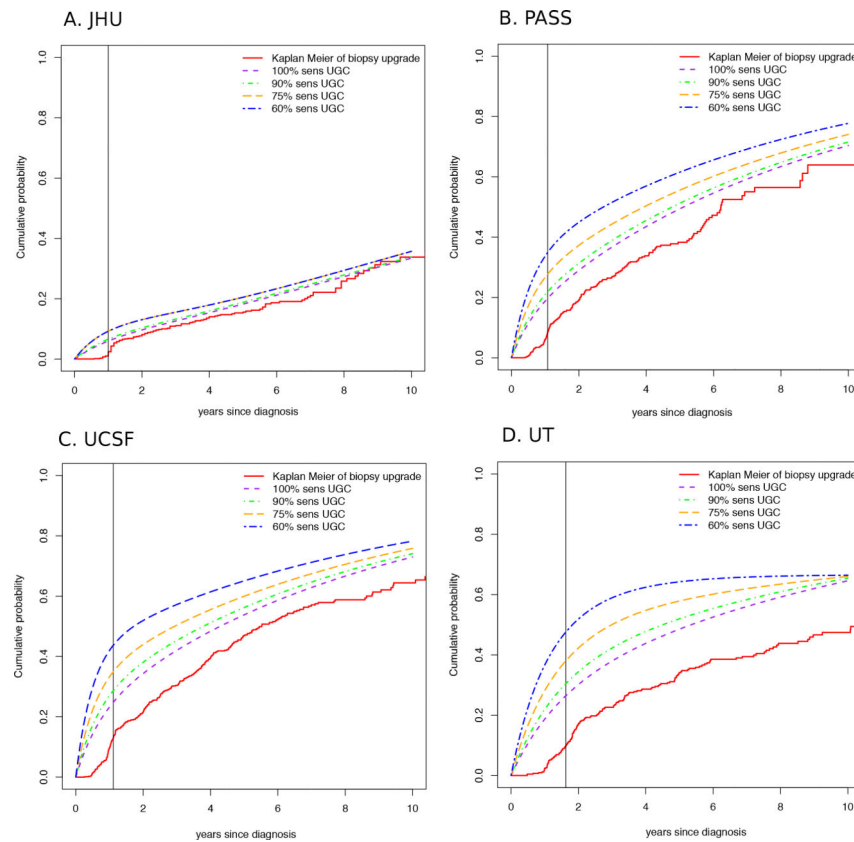 A. JHU
Kaplan Meier of biopsy upgrade
100% sens UGC
90% sens UGC
75% sens UGC
60% sens UGC
Cumulative probability
0.0 0.2 0.4 0.6 0.8 1.0
0 2 4 6 8 10
years since diagnosis
B. PASS
Kaplan Meier of biopsy upgrade
100% sens UGC
90% sens UGC
75% sens UGC
60% sens UGC
Cumulative probability
0.0 0.2 0.4 0.6 0.8 1.0
0 2 4 6 8 10
years since diagnosis
C. UCSF
Kaplan Meier of biopsy upgrade
100% sens UGC
90% sens UGC
75% sens UGC
60% sens UGC
Cumulative probability
0.0 0.2 0.4 0.6 0.8 1.0
0 2 4 6 8 10
years since diagnosis
D. UT
Kaplan Meier of biopsy upgrade
100% sens UGC
90% sens UGC
75% sens UGC
60% sens UGC
Cumulative probability
0.0 0.2 0.4 0.6 0.8 1.0
0 2 4 6 8 10
years since diagnosis